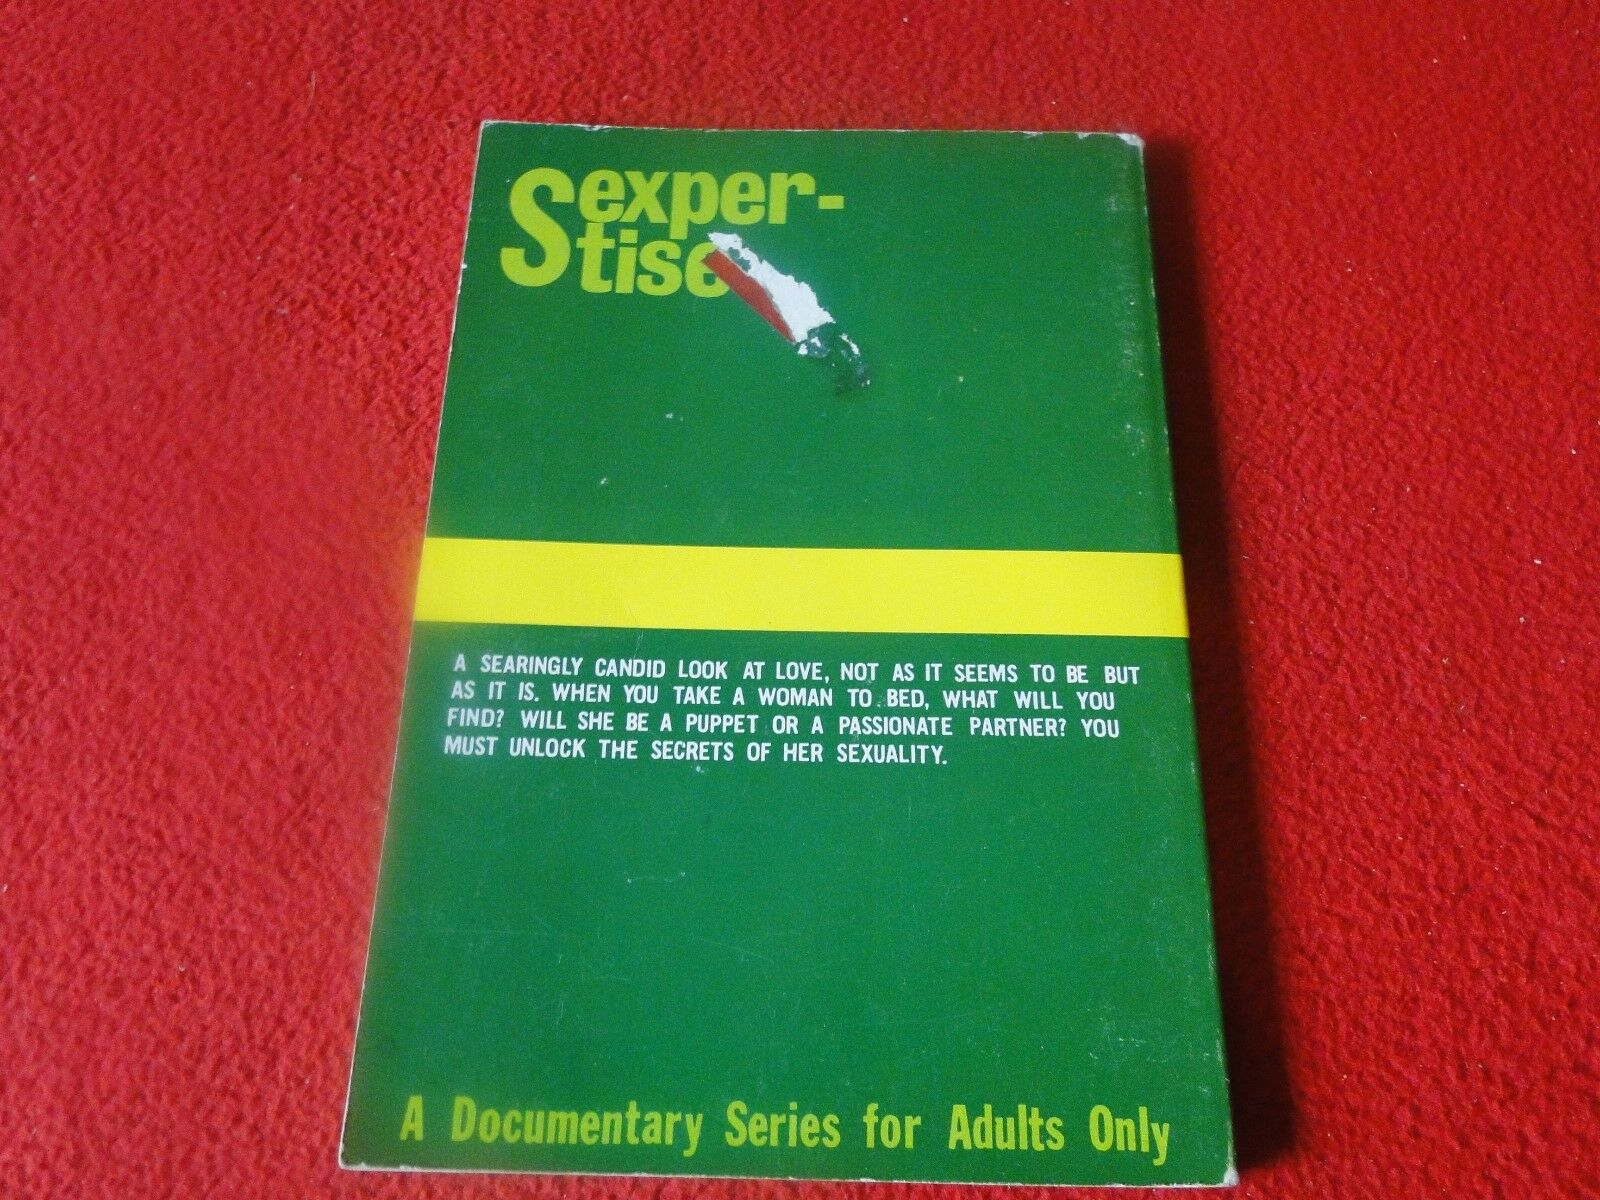 Sexper-
tise
A SEARINGLY CANDID LOOK AT LOVE, NOT AS IT SEEMS TO BE BUT
AS IT IS. WHEN YOU TAKE A WOMAN TO BED, WHAT WILL YOU
FIND? WILL SHE BE A PUPPET OR A PASSIONATE PARTNER? YOU
MUST UNLOCK THE SECRETS OF HER SEXUALITY.
A Documentary Series for Adults Only